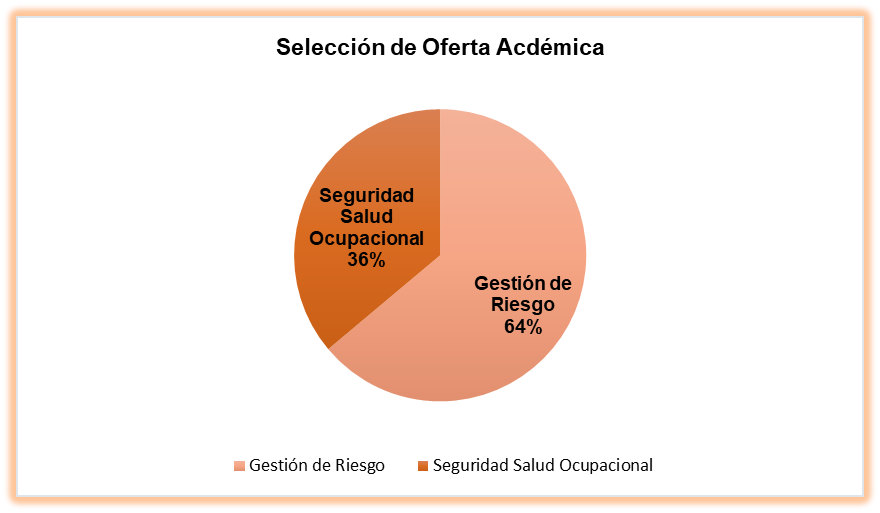 Selección de Oferta Acdémica
Seguridad
Salud
Ocupacional
36%
Gestión de
Riesgo
64%
Gestión de Riesgo
Seguridad Salud Ocupacional